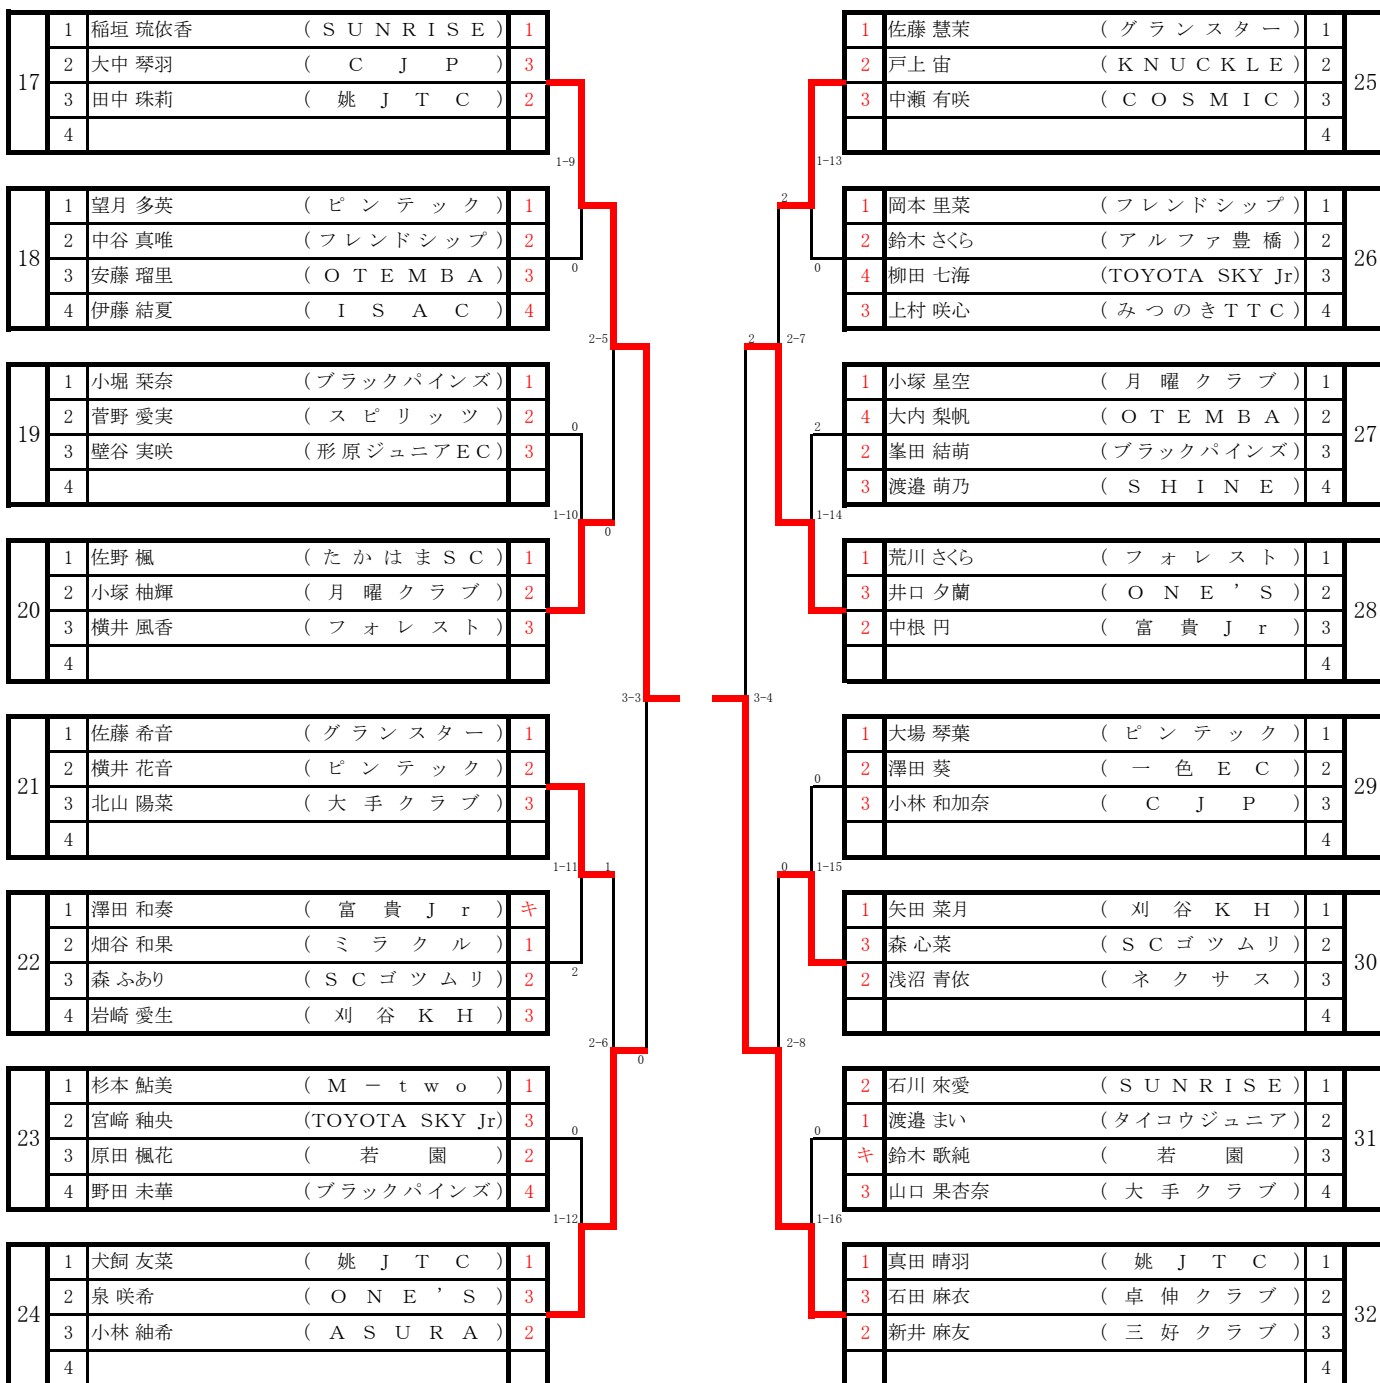 17
1 稲垣 琉依香 (SUNRISE) 1
2 大中 琴羽 (CJP) 3
3 田中 珠莉 (姚JTC) 2
4
1-9
18
1 望月 多英 (ピンテック) 1
2 中谷 真唯 (フレンドシップ) 2
3 安藤 瑠里 (OTEMBA) 3
4 伊藤 結夏 (ISAC) 4
0
2-5
19
1 小堀 栞奈 (ブラックパインズ) 1
2 菅野 愛実 (スピリッツ) 2
3 壁谷 実咲 (形原ジュニアEC) 3
4
0
1-10
0
20
1 佐野 楓 (たかはまSC) 1
2 小塚 柚輝 (月曜クラブ) 2
3 横井 風香 (フォレスト) 3
4
3-3
21
1 佐藤 希音 (グランスター) 1
2 横井 花音 (ピンテック) 2
3 北山 陽菜 (大手クラブ) 3
4
1-11
1
22
1 澤田 和奏 (富貴Jr) キ
2 畑谷 和果 (ミラクル) 1
3 森 ふあり (SCゴツムリ) 2
4 岩崎 愛生 (刈谷KH) 3
2
2-6
0
23
1 杉本 鮎美 (M-two) 1
2 宮﨑 釉央 (TOYOTA SKY Jr) 3
3 原田 楓花 (若園) 2
4 野田 未華 (ブラックパインズ) 4
0
1-12
24
1 犬飼 友菜 (姚JTC) 1
2 泉 咲希 (ONE'S) 3
3 小林 紬希 (ASURA) 2
4
1 佐藤 慧茉 (グランスター) 1
2 戸上 宙 (KNUCKLE) 2
3 中瀬 有咲 (COSMIC) 3
4
25
1-13
2
1 岡本 里菜 (フレンドシップ) 1
2 鈴木 さくら (アルファ豊橋) 2
4 柳田 七海 (TOYOTA SKY Jr) 3
3 上村 咲心 (みつのきTTC) 4
26
0
2
2-7
1 小塚 星空 (月曜クラブ) 1
4 大内 梨帆 (OTEMBA) 2
2 峯田 結萌 (ブラックパインズ) 3
3 渡邉 萌乃 (SHINE) 4
27
2
1-14
1 荒川 さくら (フォレスト) 1
3 井口 夕蘭 (ONE'S) 2
2 中根 円 (富貴Jr) 3
4
28
3-4
1 大場 琴葉 (ピンテック) 1
2 澤田 葵 (一色EC) 2
3 小林 和加奈 (CJP) 3
4
29
0
0
1-15
1 矢田 菜月 (刈谷KH) 1
3 森 心菜 (SCゴツムリ) 2
2 浅沼 青依 (ネクサス) 3
4
30
2-8
2 石川 來愛 (SUNRISE) 1
1 渡邉 まい (タイコウジュニア) 2
キ 鈴木 歌純 (若園) 3
3 山口 果杏奈 (大手クラブ) 4
31
0
1-16
1 真田 晴羽 (姚JTC) 1
3 石田 麻衣 (卓伸クラブ) 2
2 新井 麻友 (三好クラブ) 3
4
32